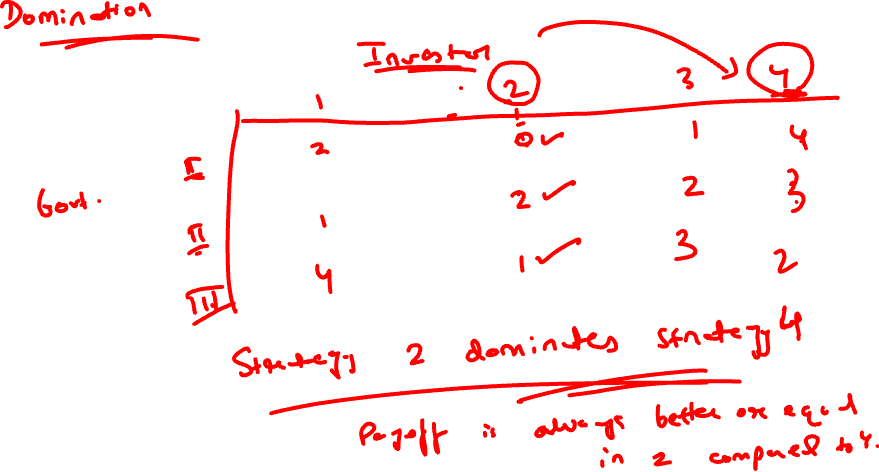 Domination
Investor
1 2 3 4
I 2 0 ✓ 1 4
Govt. II 1 2 ✓ 2 3
III 4 1 ✓ 3 2
Strategy 2 dominates strategy 4
Payoff is always better or equal
in 2 compared to 4.